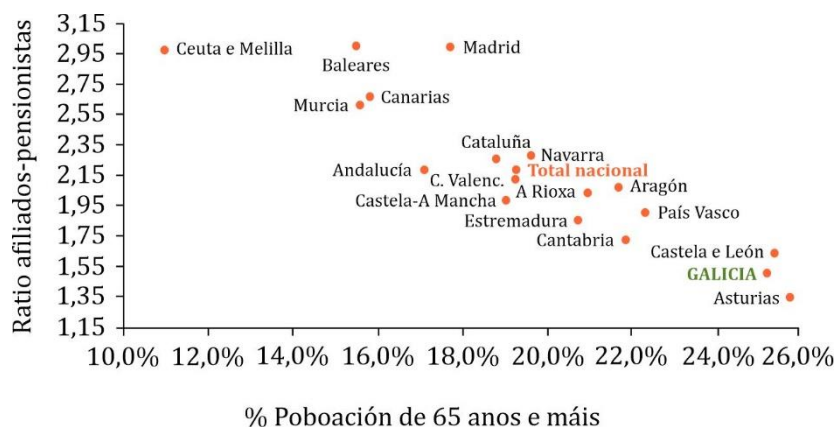 Ratio afiliados-pensionistas
3,15
2,95
2,75
2,55
2,35
2,15
1,95
1,75
1,55
1,35
1,15
Ceuta e Melilla
Baleares
Madrid
Murcia
Canarias
Cataluña
Navarra
Andalucía
Total nacional
C. Valenc.
A Rioxa
Aragón
Castela-A Mancha
Estremadura
País Vasco
Cantabria
Castela e León
GALICIA
Asturias
10,0% 12,0% 14,0% 16,0% 18,0% 20,0% 22,0% 24,0% 26,0%
% Poboación de 65 anos e máis